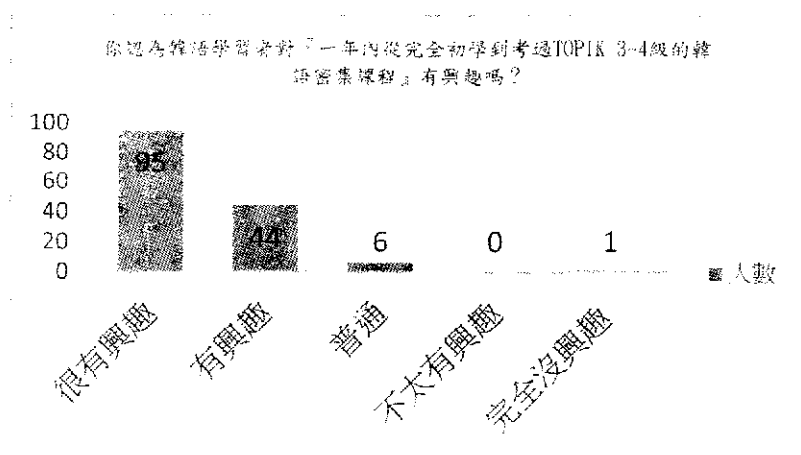 你認為韓語學習者對『一年內從完全初學到考過TOPIK 3-4級的韓
語密集課程』有興趣嗎？
100
80
60
40
20
0
95
44
6
0
1
人數
很有興趣
有興趣
普通
不太有興趣
完全沒興趣